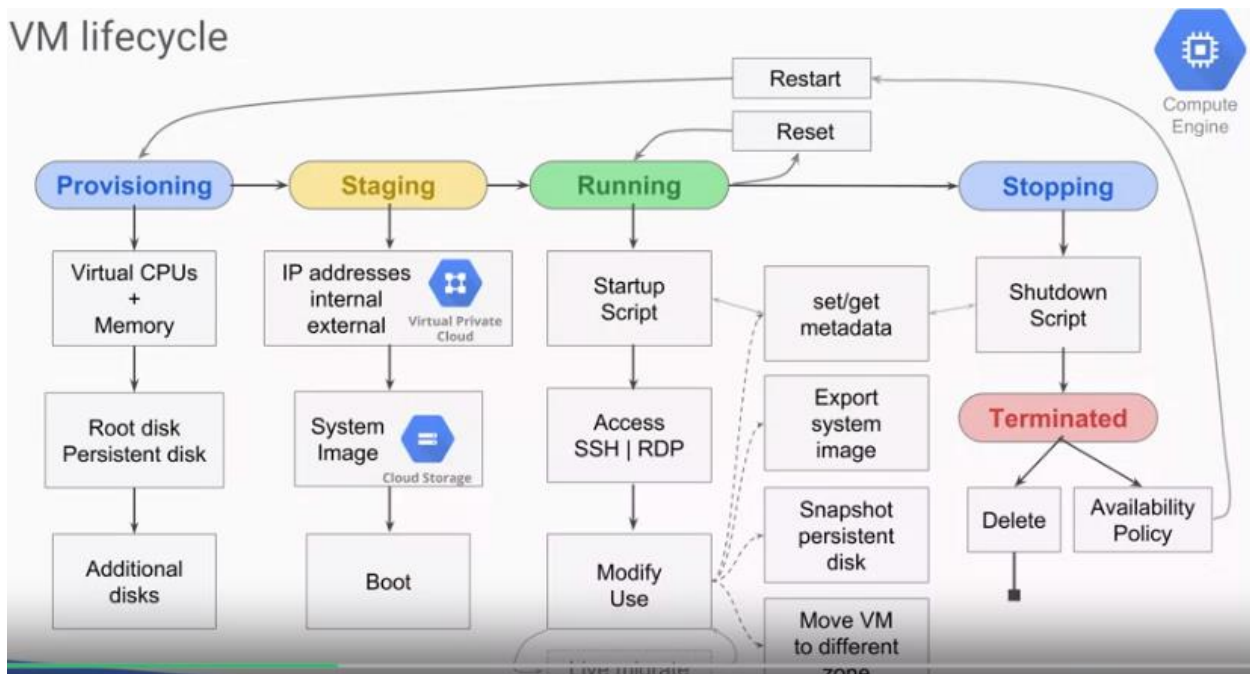 VM lifecycle
Compute
Engine
Restart
Reset
Provisioning
Staging
Running
Stopping
Virtual CPUs
+
Memory
Root disk
Persistent disk
Additional
disks
IP addresses
internal
external
Virtual Private
Cloud
System
Image
Cloud Storage
Boot
Startup
Script
Access
SSH | RDP
Modify
Use
Live migrate
set/get
metadata
Export
system
image
Snapshot
persistent
disk
Move VM
to different
zone
Shutdown
Script
Terminated
Delete
Availability
Policy